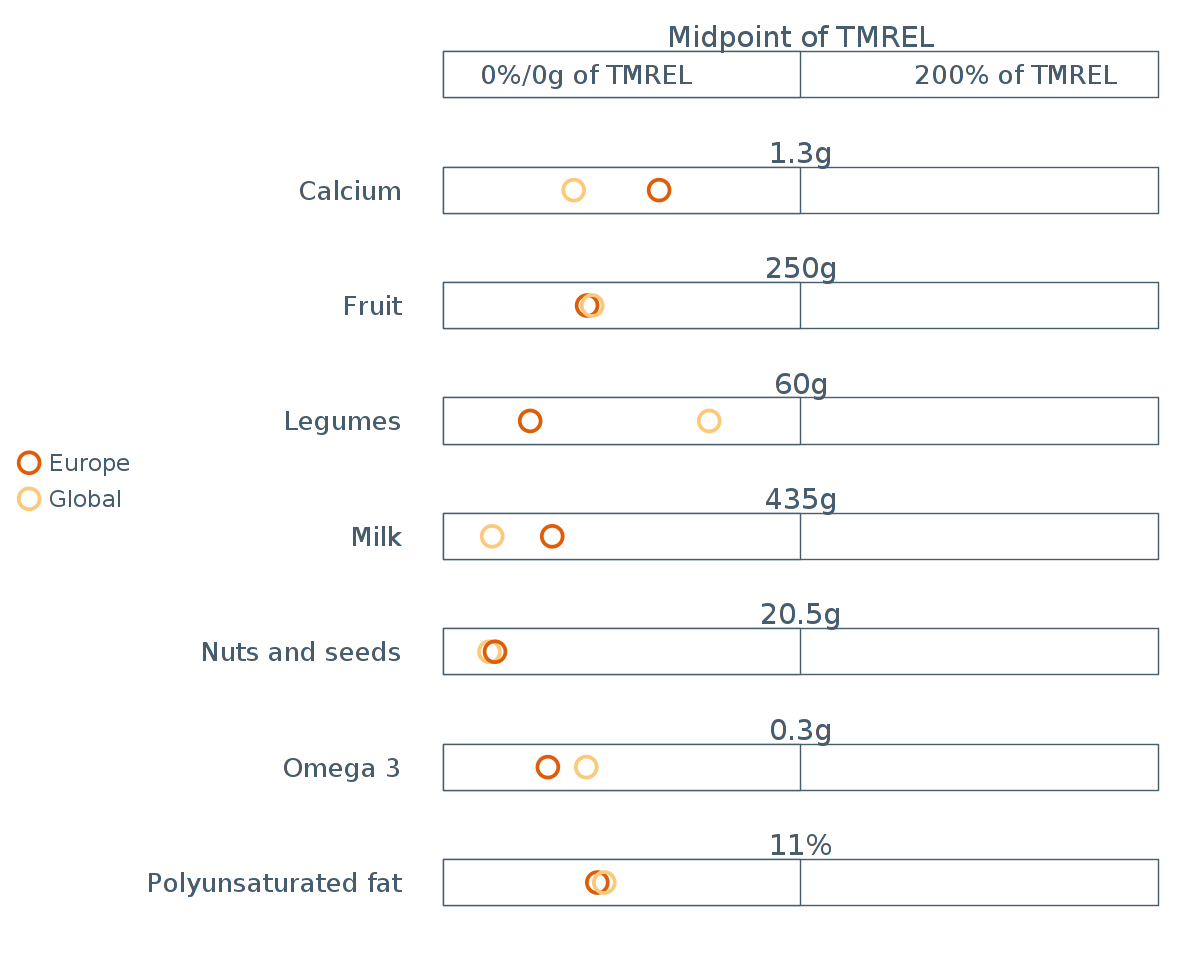 Midpoint of TMREL
0%/0g of TMREL
200% of TMREL
1.3g
Calcium
250g
Fruit
60g
Legumes
Europe
Global
435g
Milk
20.5g
Nuts and seeds
0.3g
Omega 3
11%
Polyunsaturated fat